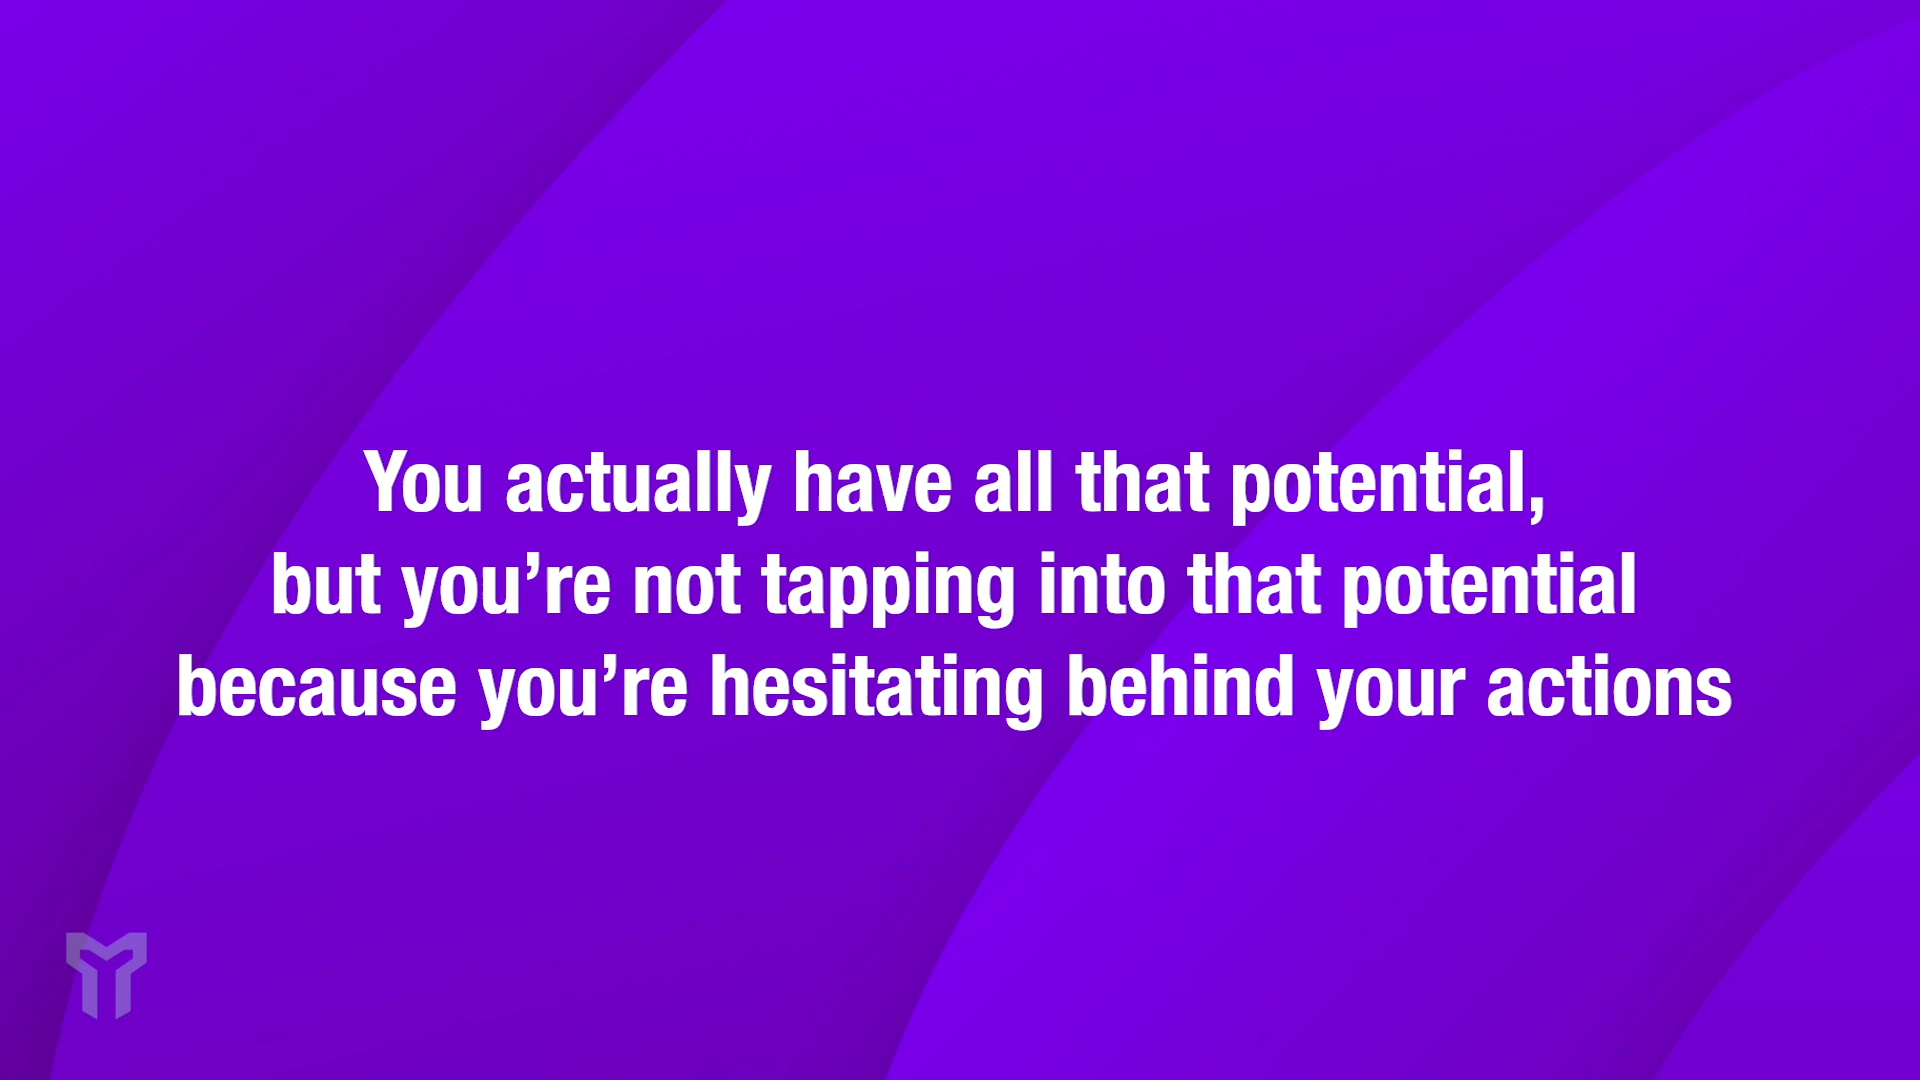 You actually have all that potential,
but you’re not tapping into that potential
because you’re hesitating behind your actions